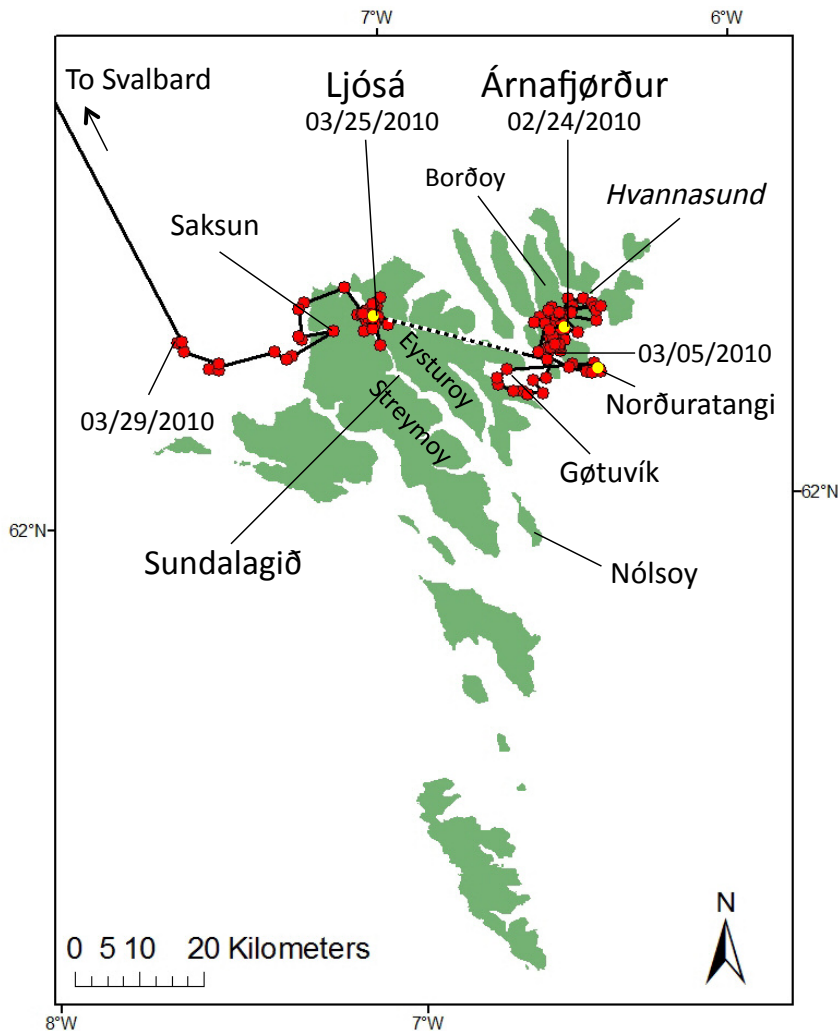 7°W
6°W
To Svalbard
Ljósá
03/25/2010
Árnafjørður
02/24/2010
Borðoy
Hvannasund
Saksun
Eysturoy
03/05/2010
Norðuratangi
03/29/2010
Streymoy
Gøtuvík
62°N
62°N
Sundalagið
Nólsoy
N
0 5 10 20 Kilometers
8°W
7°W